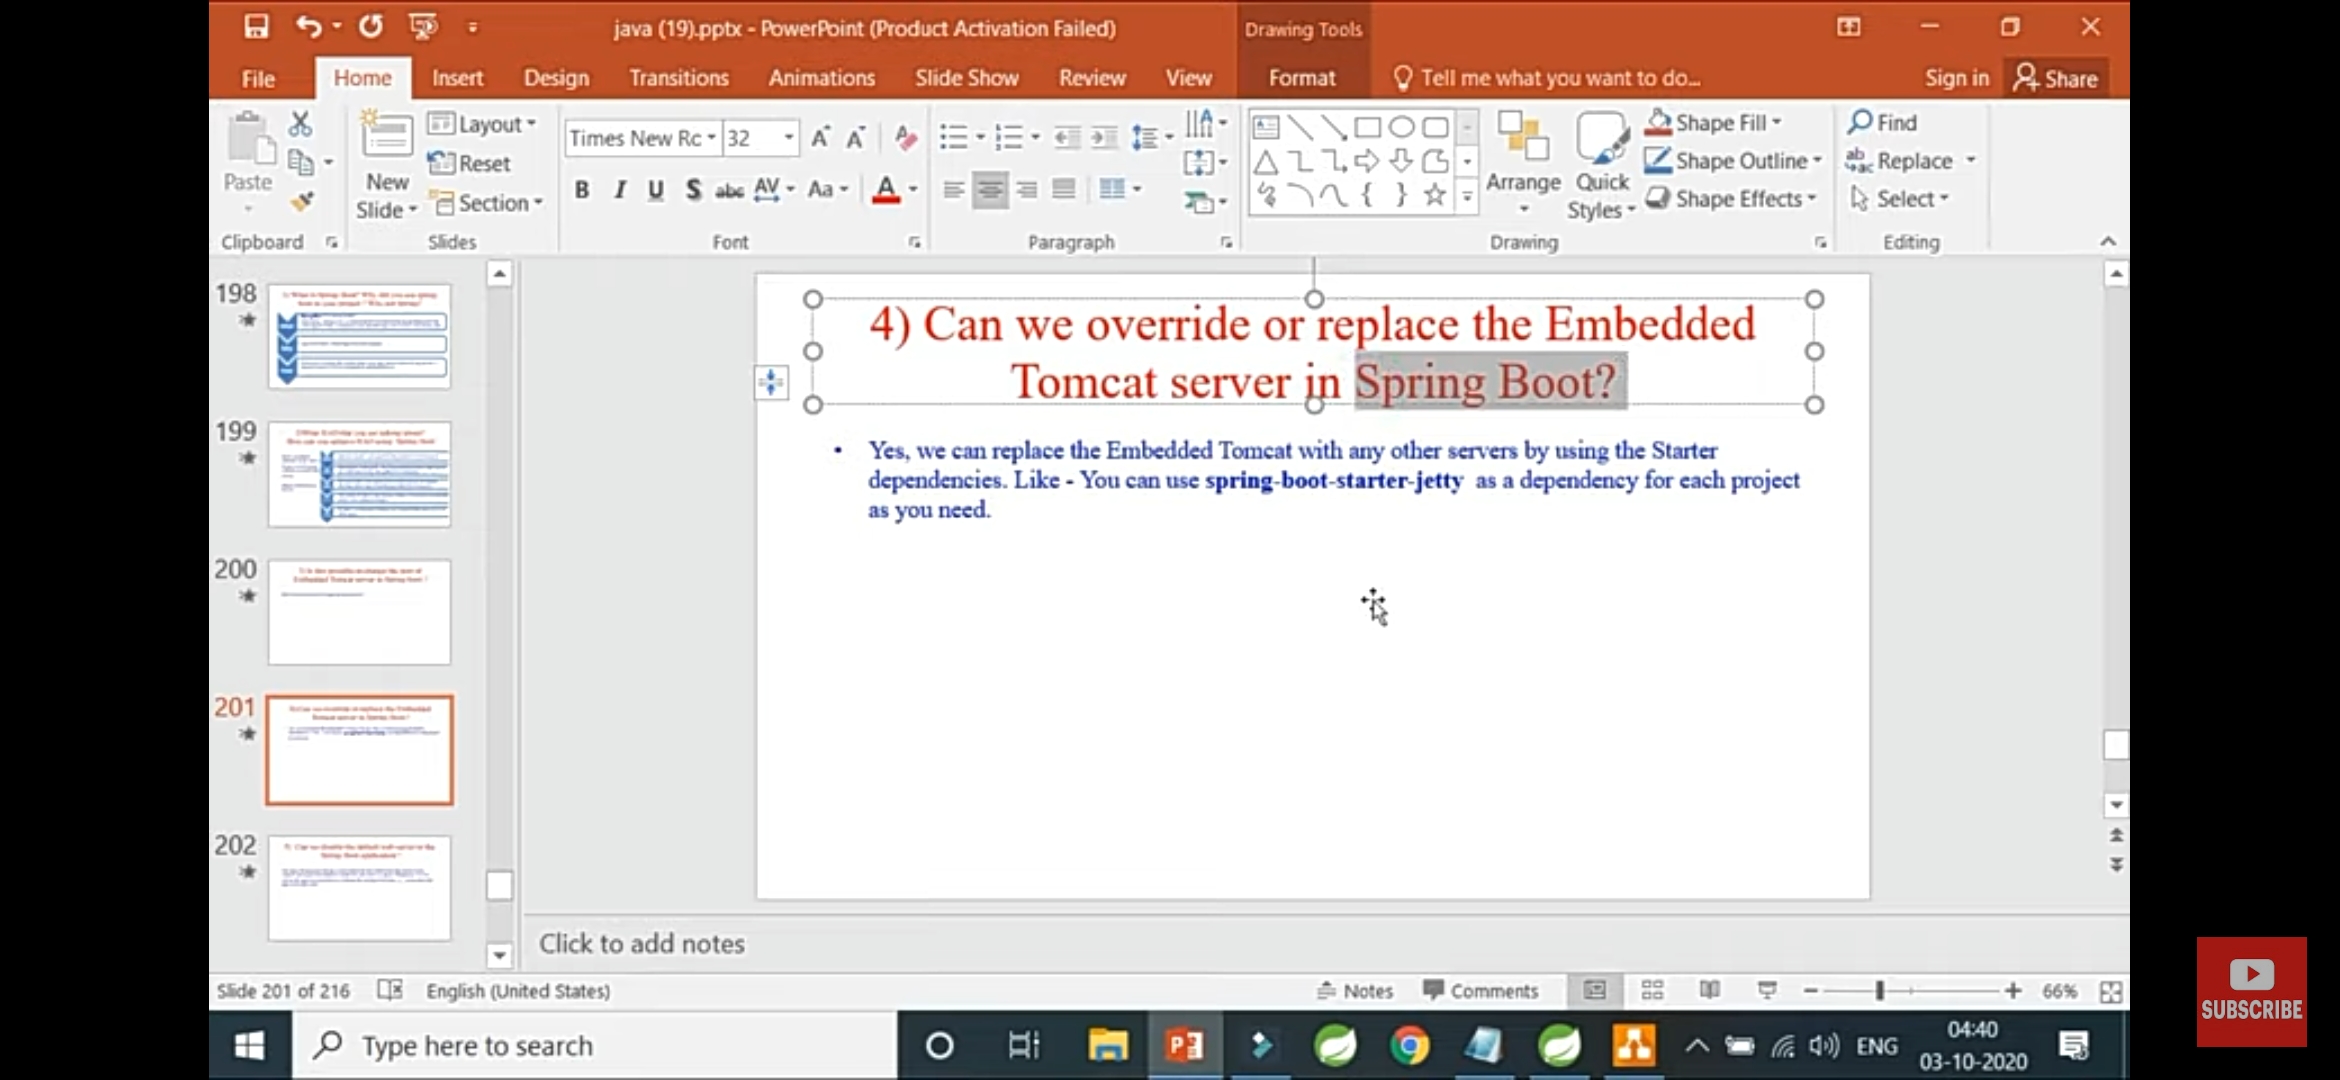 java (19).pptx - PowerPoint (Product Activation Failed)
Drawing Tools
File
Home
Insert
Design
Transitions
Animations
Slide Show
Review
View
Format
Tell me what you want to do...
Sign in
Share
Paste
New
Slide
Layout
Reset
Section
Times New Rc
32
B I U S abc AV Aa A
Arrange
Quick
Styles
Shape Fill
Shape Outline
Shape Effects
Find
Replace
Select
Clipboard
Slides
Font
Paragraph
Drawing
Editing
198
199
200
201
202
4) Can we override or replace the Embedded
Tomcat server in Spring Boot?
• Yes, we can replace the Embedded Tomcat with any other servers by using the Starter
dependencies. Like - You can use spring-boot-starter-jetty as a dependency for each project
as you need.
Click to add notes
Slide 201 of 216
English (United States)
Notes
Comments
66%
Type here to search
ENG
04:40
03-10-2020
SUBSCRIBE